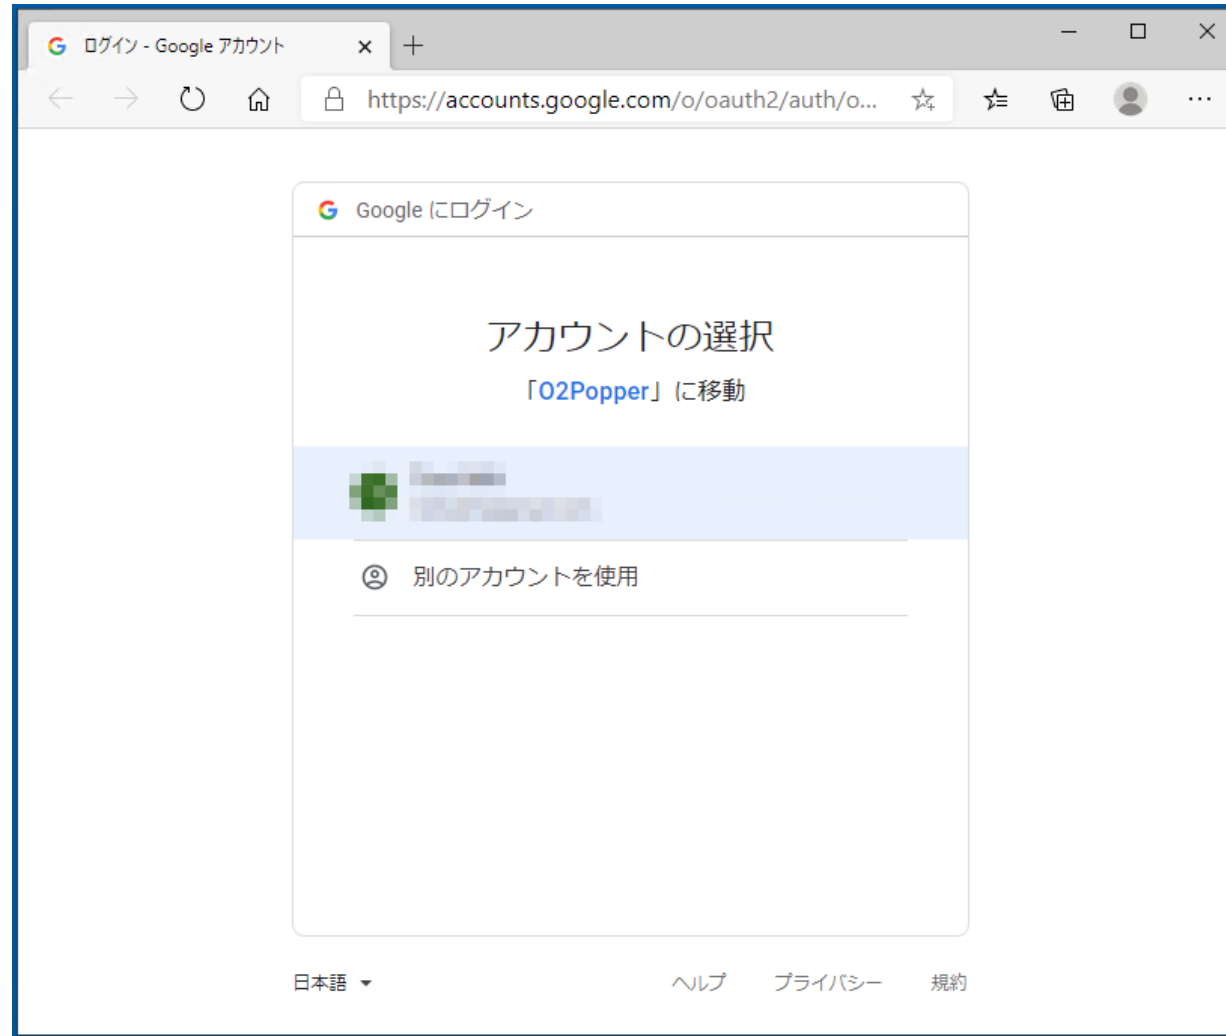 ログイン - Google アカウント
https://accounts.google.com/o/oauth2/auth/o...
Google にログイン
アカウントの選択
「O2Popper」に移動
別のアカウントを使用
日本語
ヘルプ プライバシー 規約